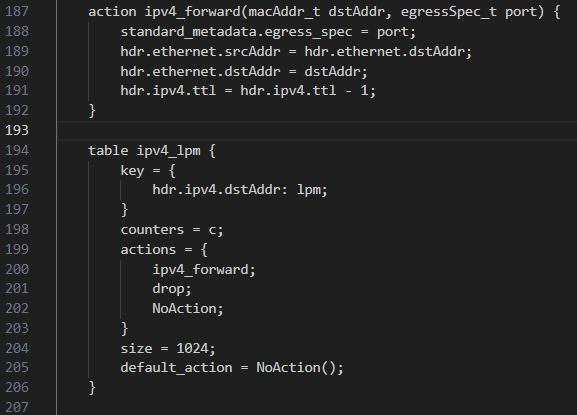 187 action ipv4_forward(macAddr_t dstAddr, egressSpec_t port) {
188 standard_metadata.egress_spec = port;
189 hdr.ethernet.srcAddr = hdr.ethernet.dstAddr;
190 hdr.ethernet.dstAddr = dstAddr;
191 hdr.ipv4.ttl = hdr.ipv4.ttl - 1;
192 }
193
194 table ipv4_lpm {
195 key = {
196 hdr.ipv4.dstAddr: lpm;
197 }
198 counters = c;
199 actions = {
200 ipv4_forward;
201 drop;
202 NoAction;
203 }
204 size = 1024;
205 default_action = NoAction();
206 }
207